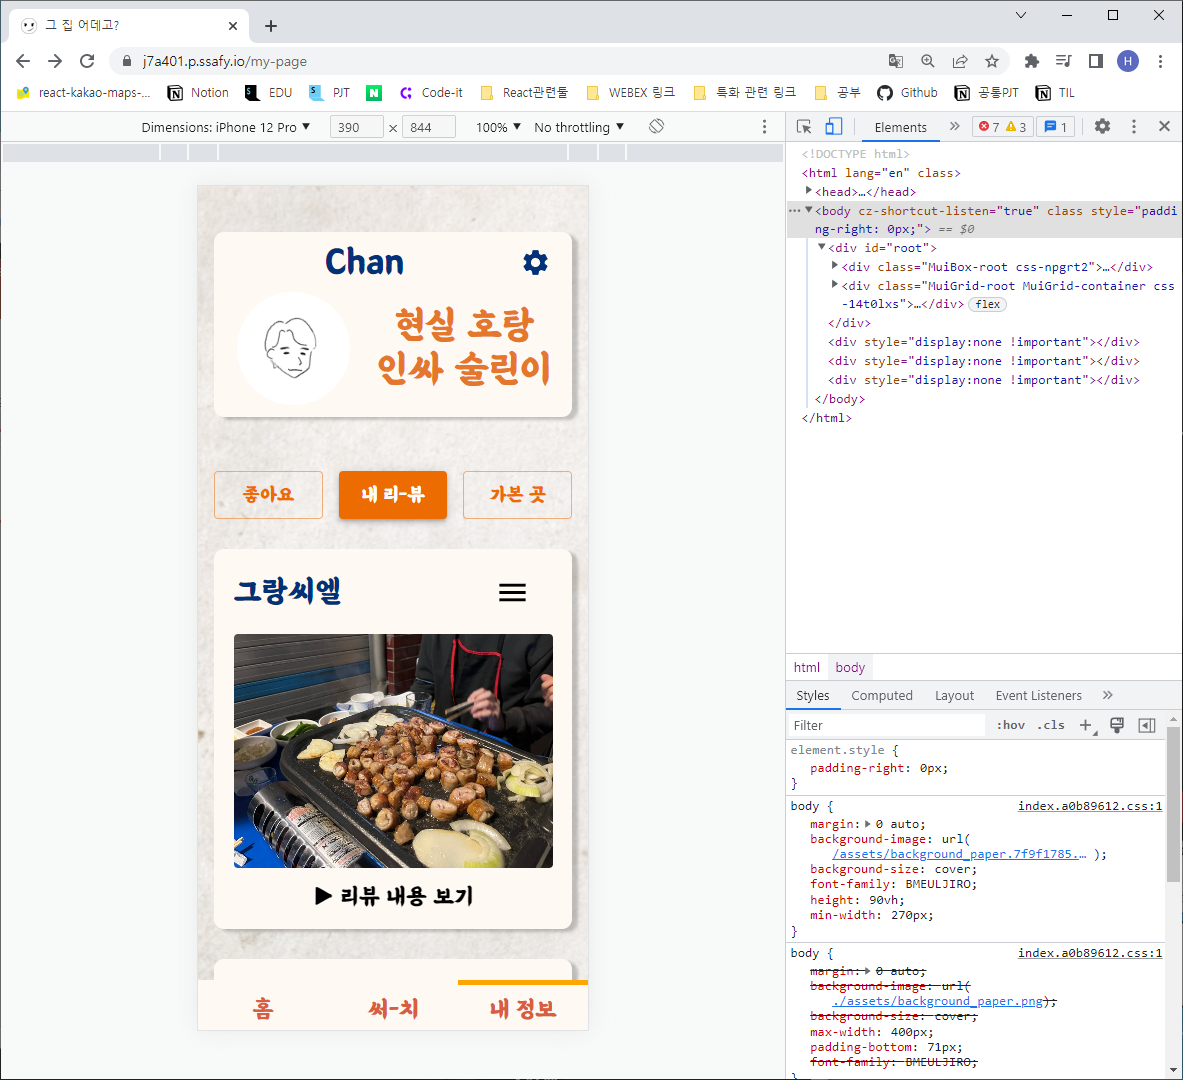 그 집 어데고?
j7a401.p.ssafy.io/my-page
H
react-kakao-maps-...
Notion
EDU
PJT
Code-it
React관련툴
WEBEX 링크
특화 관련 링크
공부
Github
공통PJT
TIL
Dimensions: iPhone 12 Pro ▼ 390 × 844 100% ▼ No throttling ▼
Elements » 7 3 1
<!DOCTYPE html>
<html lang="en" class>
<head>…</head>
<body cz-shortcut-listen="true" class style="paddi
ng-right: 0px;"> == $0
<div id="root">
<div class="MuiBox-root css-npgrt2">…</div>
<div class="MuiGrid-root MuiGrid-container css
-14t0lxs">…</div> flex
</div>
<div style="display:none !important"></div>
<div style="display:none !important"></div>
<div style="display:none !important"></div>
</body>
</html>
Chan
현실 호탕
인싸 술린이
좋아요 내 리-뷰 가본 곳
그랑씨엘
▶ 리뷰 내용 보기
홈 써-치 내 정보
html body
Styles Computed Layout Event Listeners »
Filter :hov .cls +
element.style {
padding-right: 0px;
}
body { index.a0b89612.css:1
margin: 0 auto;
background-image: url(
/assets/background_paper.7f9f1785.… );
background-size: cover;
font-family: BMEULJIRO;
height: 90vh;
min-width: 270px;
}
body { index.a0b89612.css:1
margin: 0 auto;
background-image: url(
./assets/background_paper.png);
background-size: cover;
max-width: 400px;
padding-bottom: 71px;
font-family: BMEULJIRO;
}